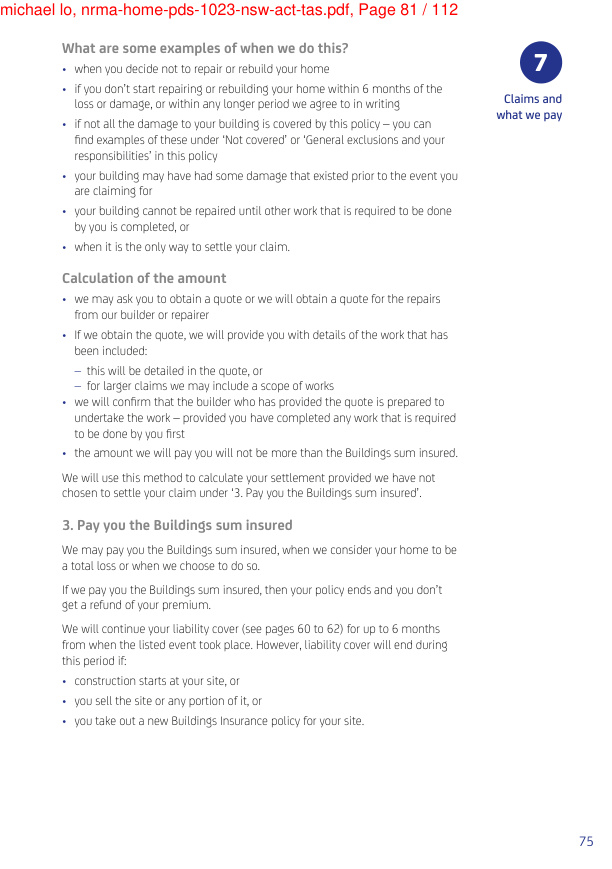 michael lo, nrma-home-pds-1023-nsw-act-tas.pdf, Page 81 / 112
What are some examples of when we do this?
• when you decide not to repair or rebuild your home
• if you don't start repairing or rebuilding your home within 6 months of the
loss or damage, or within any longer period we agree to in writing
• if not all the damage to your building is covered by this policy – you can
find examples of these under 'Not covered' or 'General exclusions and your
responsibilities' in this policy
• your building may have had some damage that existed prior to the event you
are claiming for
• your building cannot be repaired until other work that is required to be done
by you is completed, or
• when it is the only way to settle your claim.
Calculation of the amount
• we may ask you to obtain a quote or we will obtain a quote for the repairs
from our builder or repairer
• If we obtain the quote, we will provide you with details of the work that has
been included:
– this will be detailed in the quote, or
– for larger claims we may include a scope of works
• we will confirm that the builder who has provided the quote is prepared to
undertake the work – provided you have completed any work that is required
to be done by you first
• the amount we will pay you will not be more than the Buildings sum insured.
We will use this method to calculate your settlement provided we have not
chosen to settle your claim under '3. Pay you the Buildings sum insured'.
3. Pay you the Buildings sum insured
We may pay you the Buildings sum insured, when we consider your home to be
a total loss or when we choose to do so.
If we pay you the Buildings sum insured, then your policy ends and you don't
get a refund of your premium.
We will continue your liability cover (see pages 60 to 62) for up to 6 months
from when the listed event took place. However, liability cover will end during
this period if:
• construction starts at your site, or
• you sell the site or any portion of it, or
• you take out a new Buildings Insurance policy for your site.
7
Claims and
what we pay
75